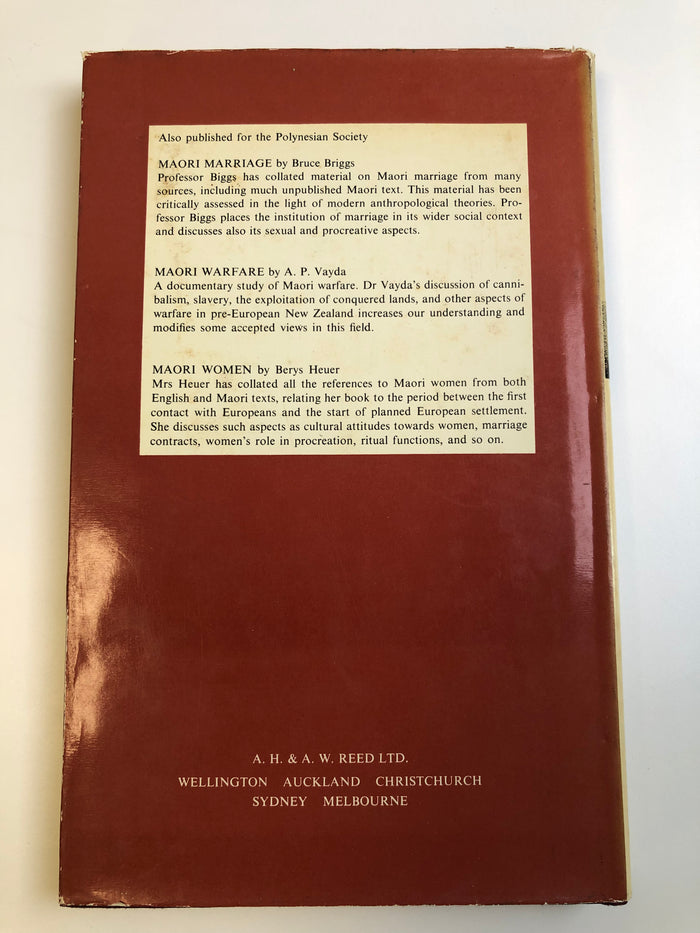 Also published for the Polynesian Society
MAORI MARRIAGE by Bruce Briggs
Professor Biggs has collated material on Maori marriage from many
sources, including much unpublished Maori text. This material has been
critically assessed in the light of modern anthropological theories. Pro-
fessor Biggs places the institution of marriage in its wider social context
and discusses also its sexual and procreative aspects.
MAORI WARFARE by A. P. Vayda
A documentary study of Maori warfare. Dr Vayda's discussion of canni-
balism, slavery, the exploitation of conquered lands, and other aspects of
warfare in pre-European New Zealand increases our understanding and
modifies some accepted views in this field.
MAORI WOMEN by Berys Heuer
Mrs Heuer has collated all the references to Maori women from both
English and Maori texts, relating her book to the period between the first
contact with Europeans and the start of planned European settlement.
She discusses such aspects as cultural attitudes towards women, marriage
contracts, women's role in procreation, ritual functions, and so on.
A. H. & A. W. REED LTD.
WELLINGTON AUCKLAND CHRISTCHURCH
SYDNEY MELBOURNE